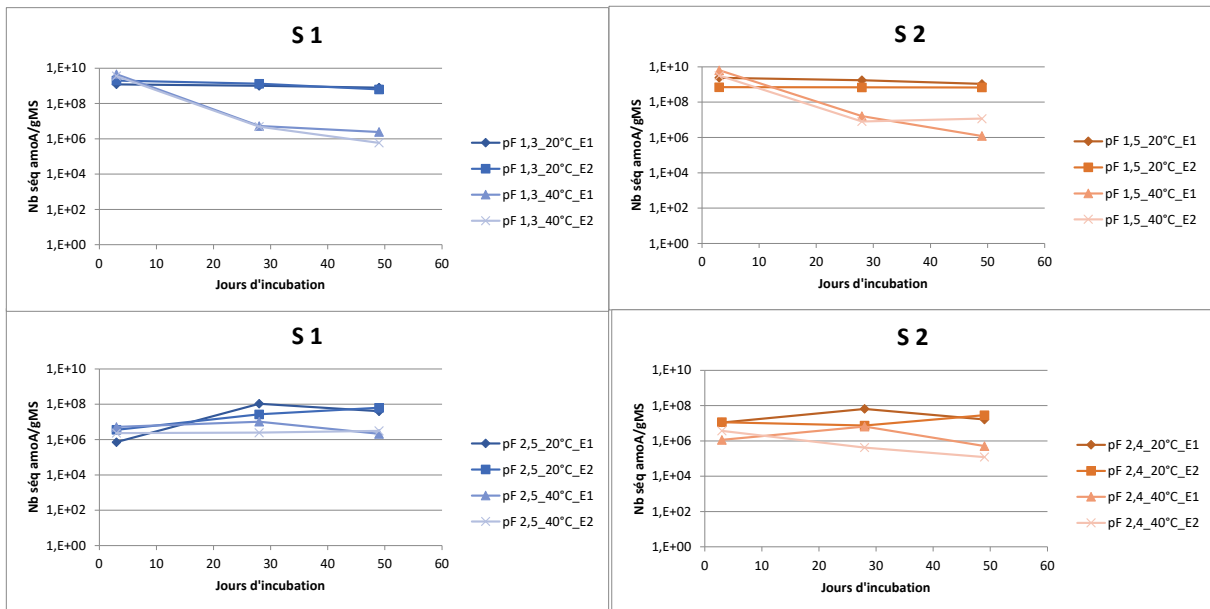 S 1
Nb séq amoA/gMS
1,E+10
1,E+08
1,E+06
1,E+04
1,E+02
1,E+00
0 10 20 30 40 50 60
Jours d'incubation
pF 1,3_20°C_E1
pF 1,3_20°C_E2
pF 1,3_40°C_E1
pF 1,3_40°C_E2
S 2
Nb séq amoA/gMS
1,E+10
1,E+08
1,E+06
1,E+04
1,E+02
1,E+00
0 10 20 30 40 50 60
Jours d'incubation
pF 1,5_20°C_E1
pF 1,5_20°C_E2
pF 1,5_40°C_E1
pF 1,5_40°C_E2
S 1
Nb séq amoA/gMS
1,E+10
1,E+08
1,E+06
1,E+04
1,E+02
1,E+00
0 10 20 30 40 50 60
Jours d'incubation
pF 2,5_20°C_E1
pF 2,5_20°C_E2
pF 2,5_40°C_E1
pF 2,5_40°C_E2
S 2
Nb séq amoA/gMS
1,E+10
1,E+08
1,E+06
1,E+04
1,E+02
1,E+00
0 10 20 30 40 50 60
Jours d'incubation
pF 2,4_20°C_E1
pF 2,4_20°C_E2
pF 2,4_40°C_E1
pF 2,4_40°C_E2